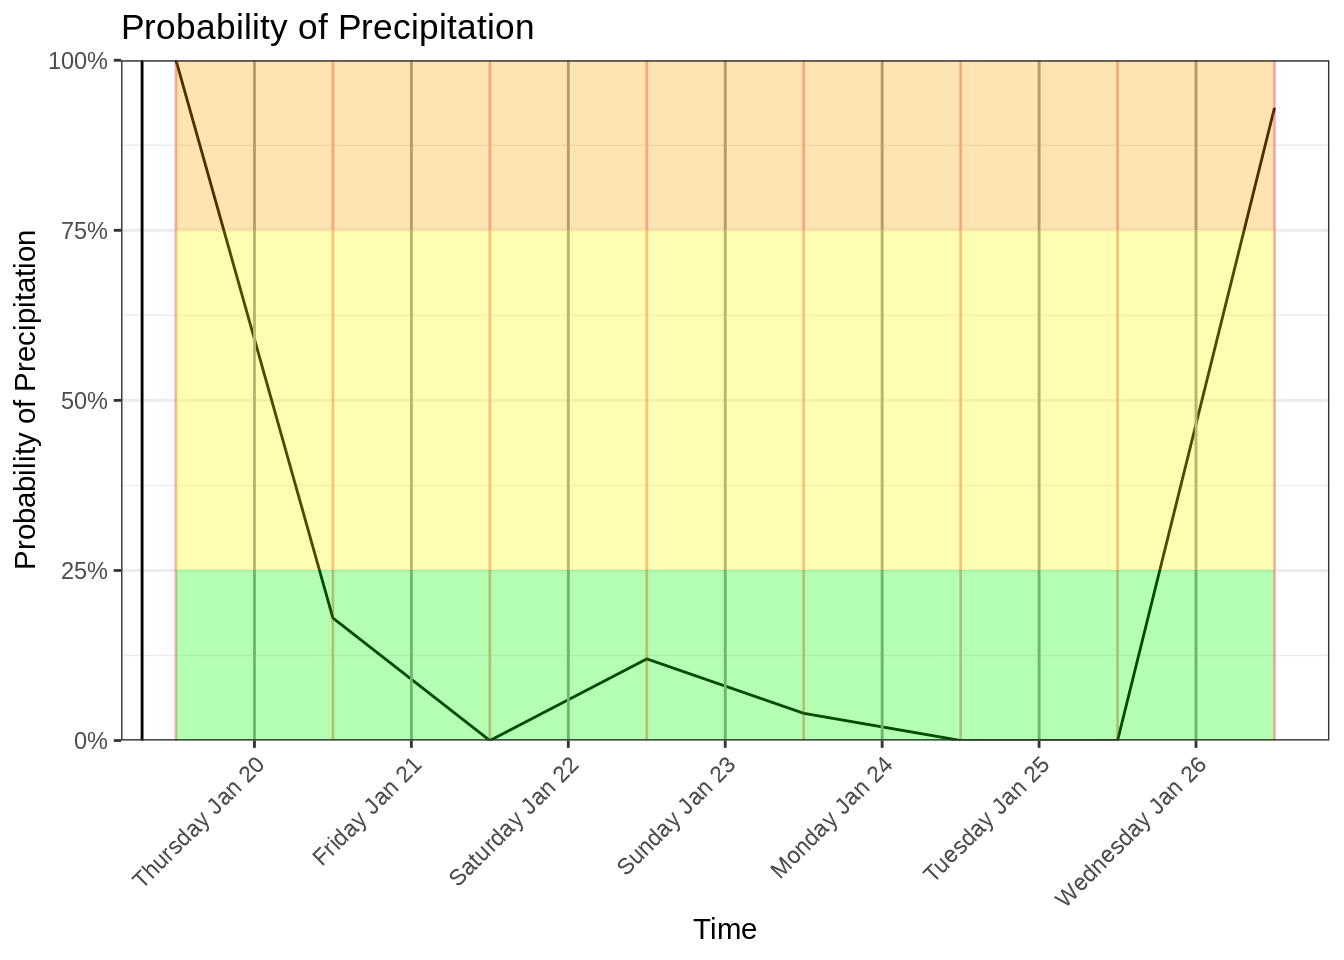 Probability of Precipitation
Probability of Precipitation
100%
75%
50%
25%
0%
Thursday Jan 20
Friday Jan 21
Saturday Jan 22
Sunday Jan 23
Monday Jan 24
Tuesday Jan 25
Wednesday Jan 26
Time